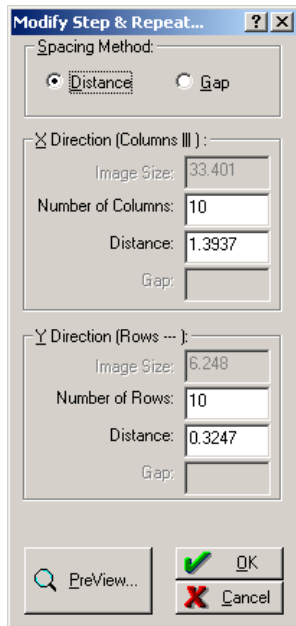 Modify Step & Repeat...
Spacing Method:
Distance Gap
X Direction (Columns ||| ) :
Image Size: 33.401
Number of Columns: 10
Distance: 1.3937
Gap:
Y Direction (Rows --- ):
Image Size: 6.248
Number of Rows: 10
Distance: 0.3247
Gap:
PreView...
OK
Cancel